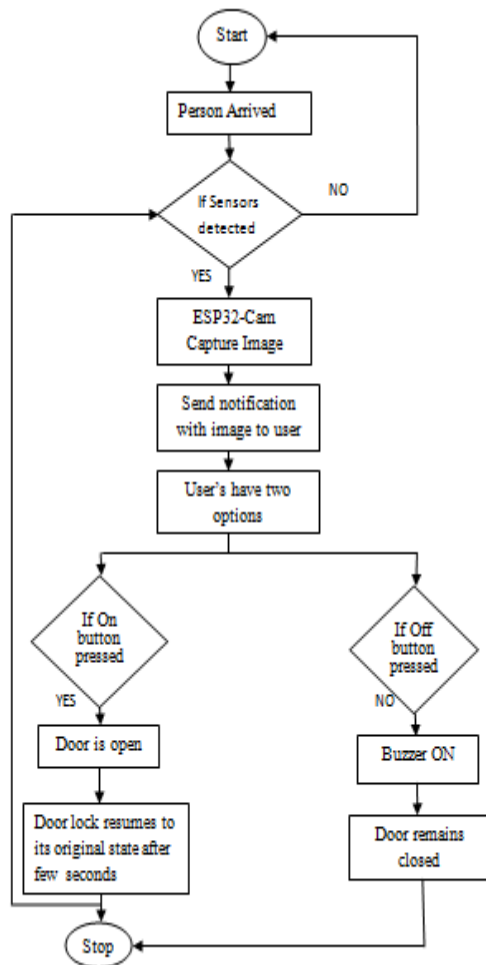 Start
Person Arrived
If Sensors
detected
NO
YES
ESP32-Cam
Capture Image
Send notification
with image to user
User's have two
options
If On
button
pressed
YES
If Off
button
pressed
NO
Door is open
Buzzer ON
Door lock resumes to
its original state after
few seconds
Door remains
closed
Stop